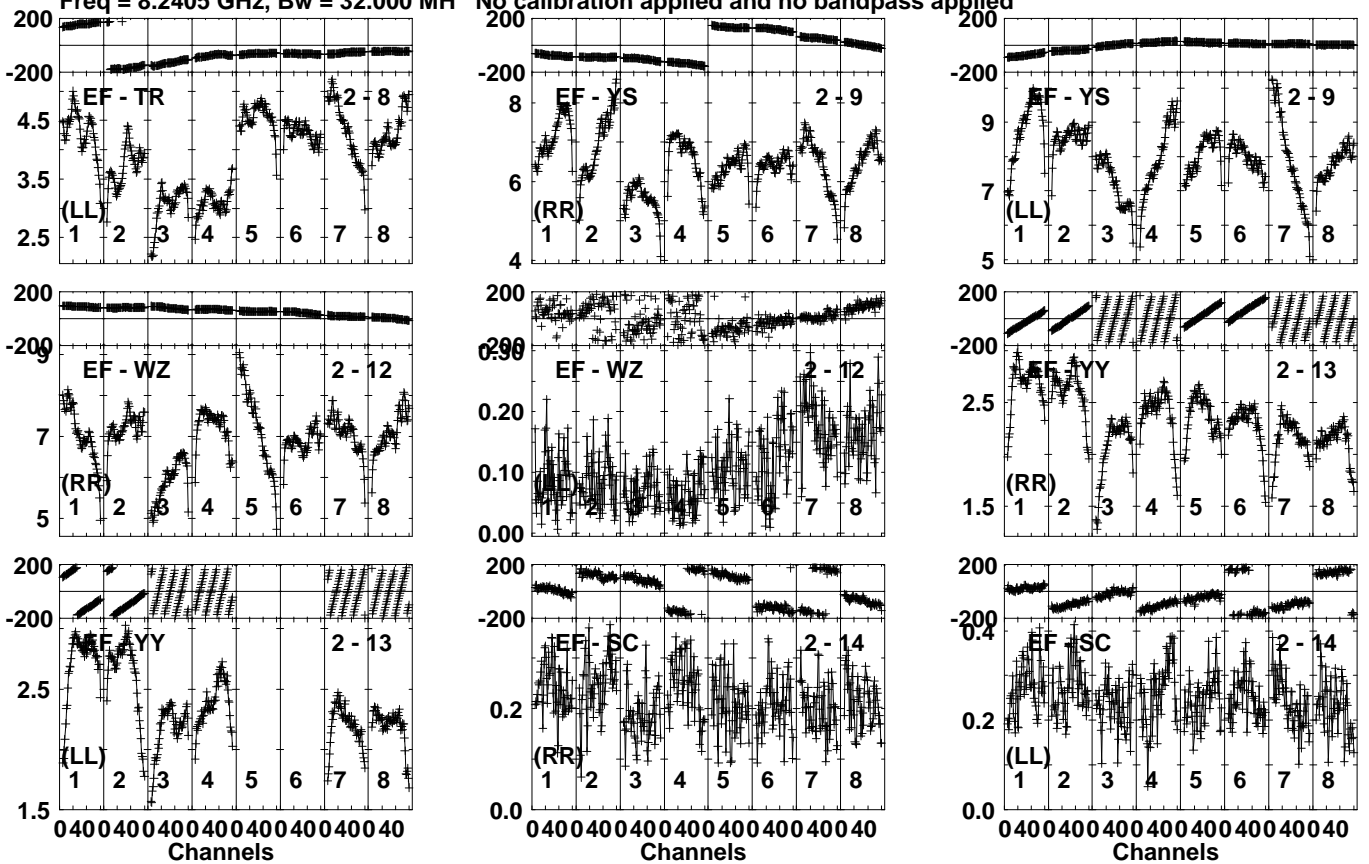 Freq = 8.2405 GHz, Bw = 32.000 MH No calibration applied and no bandpass applied
200 200 200
-200 -200 -200
EF - TR 2 - 8 EF - YS 2 - 9 EF - YS 2 - 9
4.5 8 9
3.5 6 7
(LL) (RR) (LL)
1 2 3 4 5 6 7 8 1 2 3 4 5 6 7 8 1 2 3 4 5 6 7 8
2.5 4 5
200 200 200
-200 -200 -200
9 0.30
EF - WZ 2 - 12 EF - WZ 2 - 12 EF - YY 2 - 13
7 0.20 2.5
0.10
(RR) (LL) (RR)
1 2 3 4 5 6 7 8 1 2 3 4 5 6 7 8 1 2 3 4 5 6 7 8
5 0.00 1.5
200 200 200
-200 -200 -200
EF - YY 2 - 13 EF - SC 2 - 14 EF - SC 2 - 14
0.4
2.5 0.2 0.2
(LL) (RR) (LL)
1 2 3 4 6 5 7 8 1 2 3 4 5 6 7 8 1 2 3 4 5 6 7 8
1.5 0.0 0.0
0 40 0 40 0 40 0 40 0 40 0 40 0 40 0 40 0 40 0 40 0 40 0 40 0 40 0 40 0 40 0 40 0 40 0 40 0 40 0 40 0 40 0 40 0 40 0 40
Channels Channels Channels